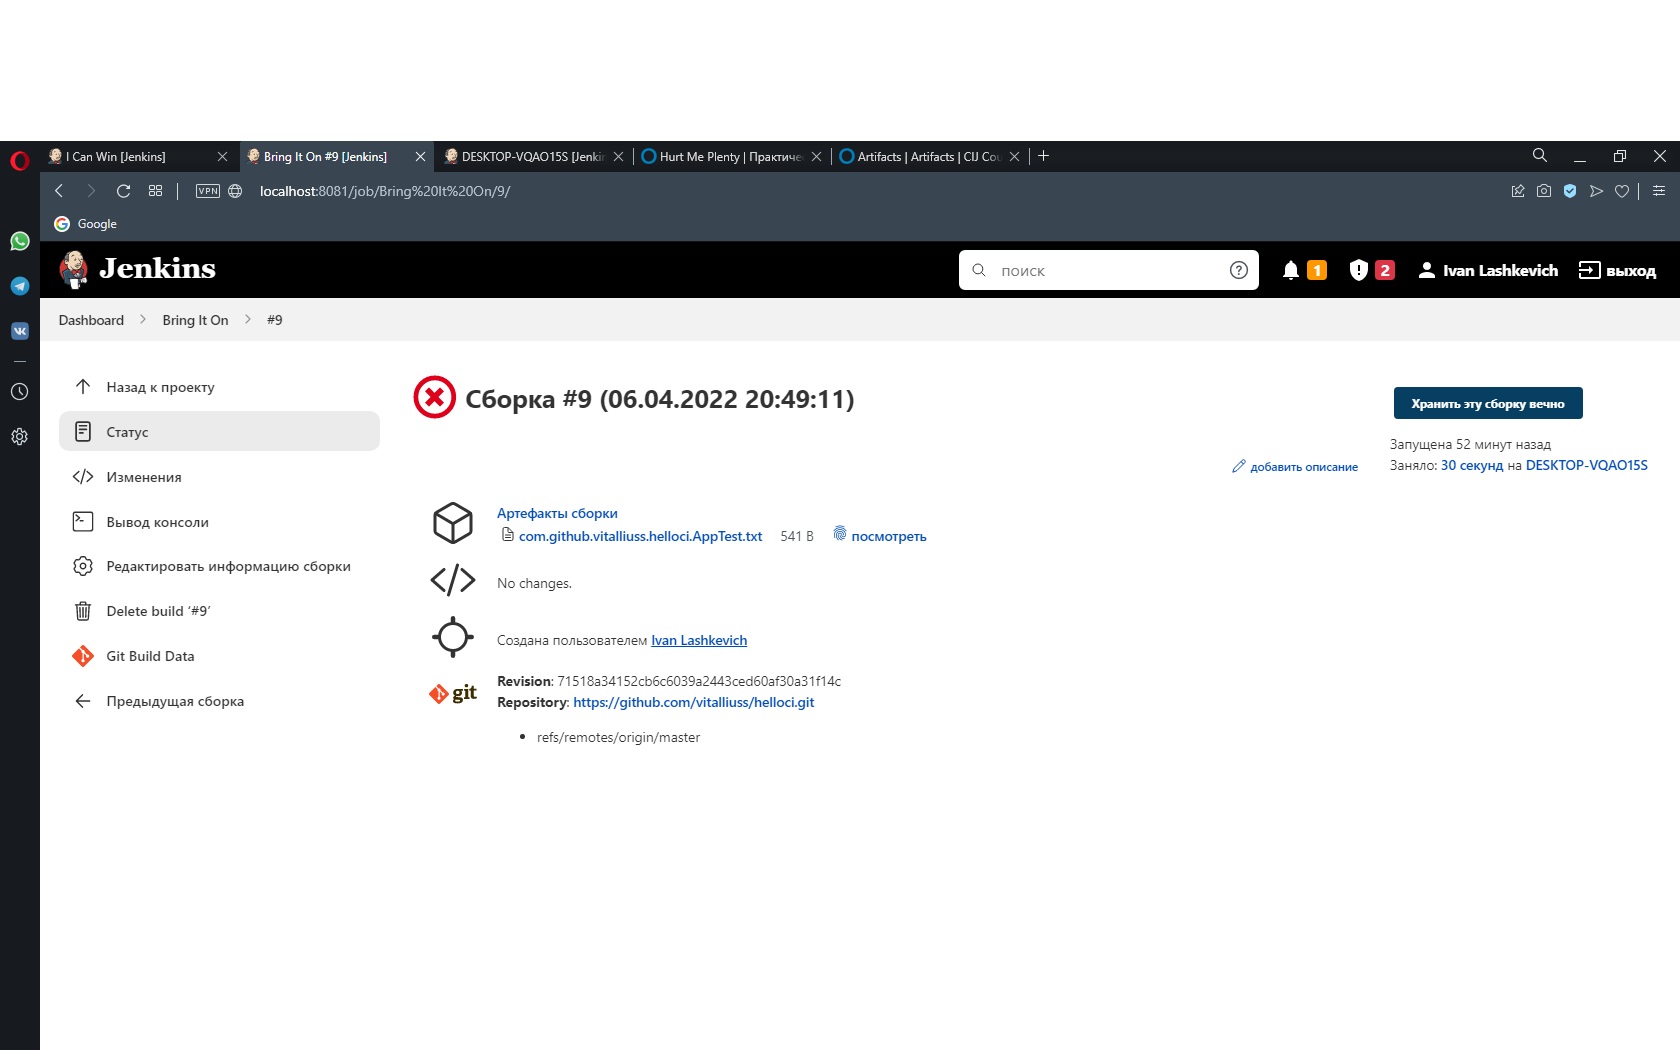 I Can Win [Jenkins]
Bring It On #9 [Jenkins]
DESKTOP-VQAO15S [Jenkin
Hurt Me Plenty | Практичес
Artifacts | Artifacts | CIJ Cou
VPN
localhost:8081/job/Bring%20It%20On/9/
Google
Jenkins
поиск
1
2
Ivan Lashkevich
выход
Dashboard
Bring It On
#9
Назад к проекту
Статус
Изменения
Вывод консоли
Редактировать информацию сборки
Delete build ‘#9’
Git Build Data
Предыдущая сборка
Сборка #9 (06.04.2022 20:49:11)
Хранить эту сборку вечно
Запущена 52 минут назад
Заняло: 30 секунд на DESKTOP-VQAO15S
добавить описание
Артефакты сборки
com.github.vitalliuss.helloci.AppTest.txt 541 B посмотреть
No changes.
Создана пользователем Ivan Lashkevich
git
Revision: 71518a34152cb6c6039a2443ced60af30a31f14c
Repository: https://github.com/vitalliuss/helloci.git
refs/remotes/origin/master